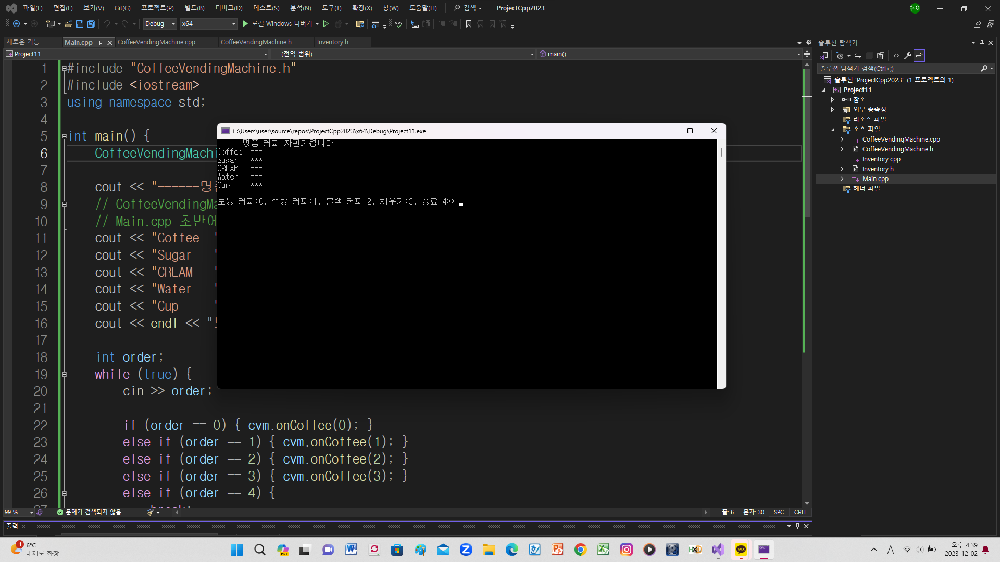 파일(F) 편집(E) 보기(V) Git(G) 프로젝트(P) 빌드(B) 디버그(D) 테스트(S) 분석(N) 도구(T) 확장(X) 창(W) 도움말(H) 검색 ProjectCpp2023 순0
Debug x64 로컬 Windows 디버거
새로운 기능 Main.cpp CoffeeVendingMachine.cpp CoffeeVendingMachine.h Inventory.h
Project11 (전역 범위) main()
1 #include "CoffeeVendingMachine.h"
2 #include <iostream>
3 using namespace std;
4
5 int main() {
6 CoffeeVendingMachi
7
8 cout << "------명품
9 // CoffeeVendingMa
10 // Main.cpp 초반에
11 cout << "Coffee "
12 cout << "Sugar "
13 cout << "CREAM "
14 cout << "Water "
15 cout << "Cup "
16 cout << endl << "보
17
18 int order;
19 while (true) {
20 cin >> order;
21
22 if (order == 0) { cvm.onCoffee(0); }
23 else if (order == 1) { cvm.onCoffee(1); }
24 else if (order == 2) { cvm.onCoffee(2); }
25 else if (order == 3) { cvm.onCoffee(3); }
26 else if (order == 4) {
27 break;
C:\Users\user\source\repos\ProjectCpp2023\x64\Debug\Project11.exe
------명품 커피 자판기켭니다.------
Coffee ***
Sugar ***
CREAM ***
Water ***
Cup ***
보통 커피:0, 설탕 커피:1, 블랙 커피:2, 채우기:3, 종료:4>>
솔루션 탐색기
솔루션 탐색기 검색(Ctrl+;)
솔루션 'ProjectCpp2023' (1 프로젝트의 1)
Project11
참조
외부 종속성
리소스 파일
소스 파일
CoffeeVendingMachine.cpp
CoffeeVendingMachine.h
Inventory.cpp
Inventory.h
Main.cpp
헤더 파일
99 % 문제가 검색되지 않음 줄: 6 문자: 30 SPC CRLF
출력
1 6°C
대체로 화창
PRE
TALK
A
오후 4:39
2023-12-02